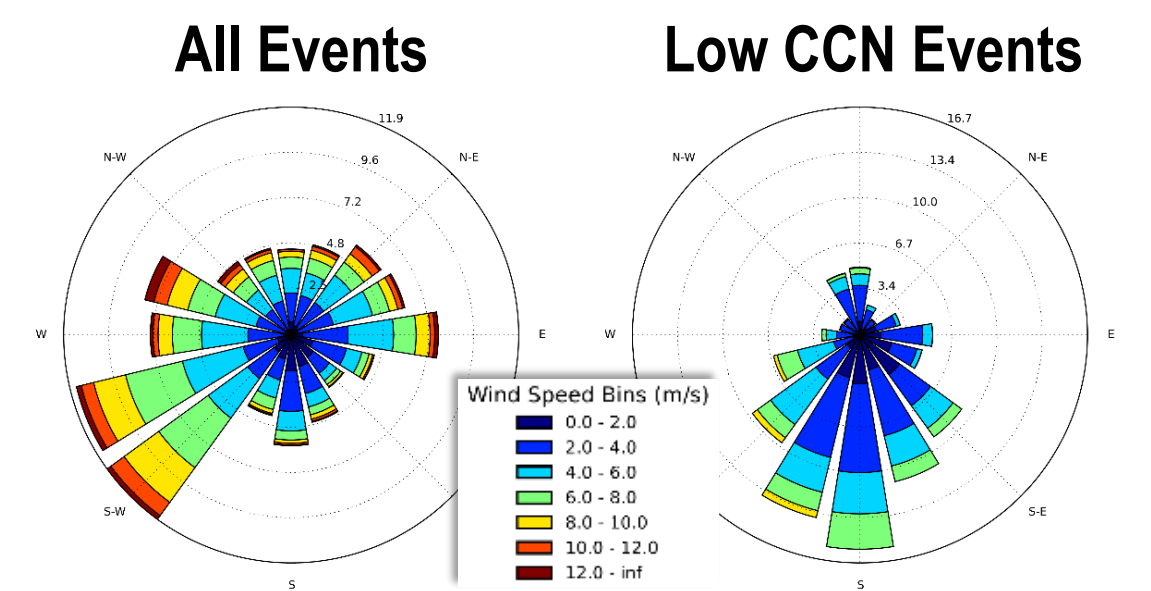 All Events
Low CCN Events
11.9
9.6
7.2
4.8
N-W
N-E
W
E
S-W
S
16.7
13.4
10.0
6.7
3.4
N-W
N-E
W
E
S-E
S
Wind Speed Bins (m/s)
0.0 - 2.0
2.0 - 4.0
4.0 - 6.0
6.0 - 8.0
8.0 - 10.0
10.0 - 12.0
12.0 - inf